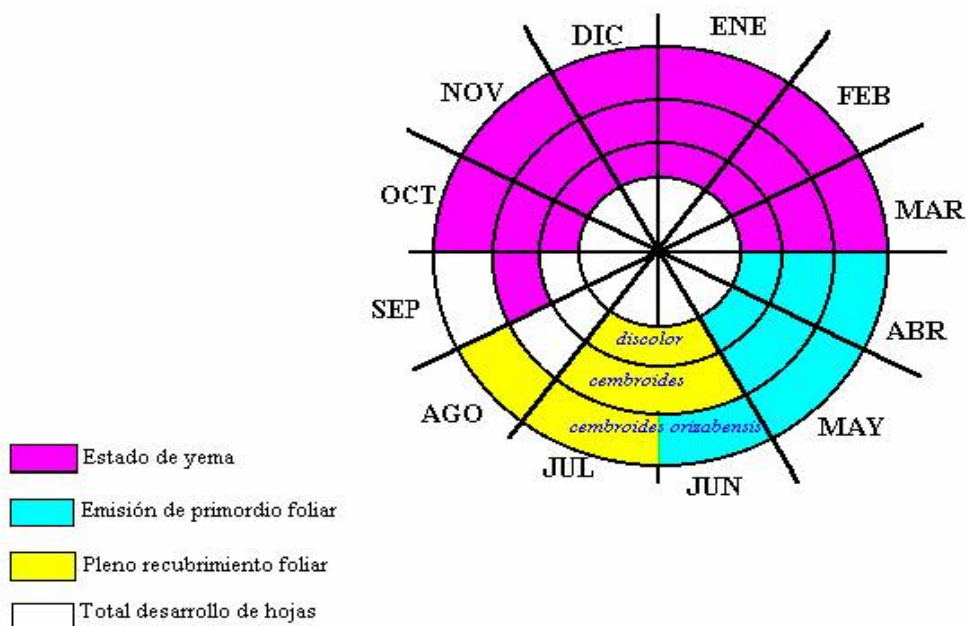 ENE
FEB
MAR
ABR
MAY
JUN
JUL
AGO
SEP
OCT
NOV
DIC
discolor
cembroides
cembroides orizabensis
Estado de yema
Emisión de primordio foliar
Pleno recubrimiento foliar
Total desarrollo de hojas